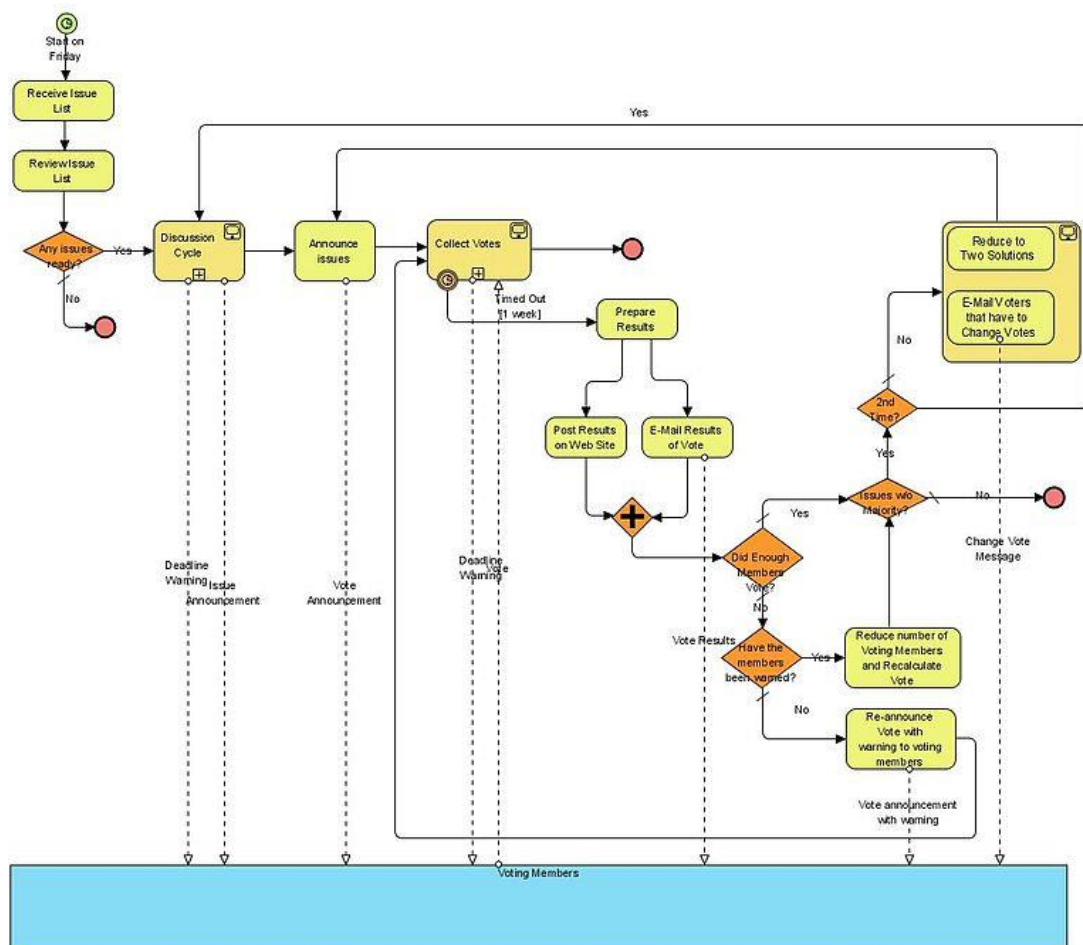 Start on
Friday
Receive Issue
List
Yes
Review Issue
List
Any issues
ready?
Yes
No
Discussion
Cycle
Announce
issues
Collect Votes
Timed Out
[1 week]
Prepare
Results
Reduce to
Two Solutions
E-Mail Voters
that have to
Change Votes
No
2nd
Time?
Post Results
on Web Site
E-Mail Results
of Vote
Yes
Issues w/o
Majority?
No
Yes
Did Enough
Members
Vote?
No
Change Vote
Message
Deadline
Warning
Issue
Announcement
Vote
Announcement
Deadline
Warning
Vote
Vote Results
Have the
members
been warned?
Yes
Reduce number of
Voting Members
and Recalculate
Vote
No
Re-announce
Vote with
warning to voting
members
Vote announcement
with warning
Voting Members